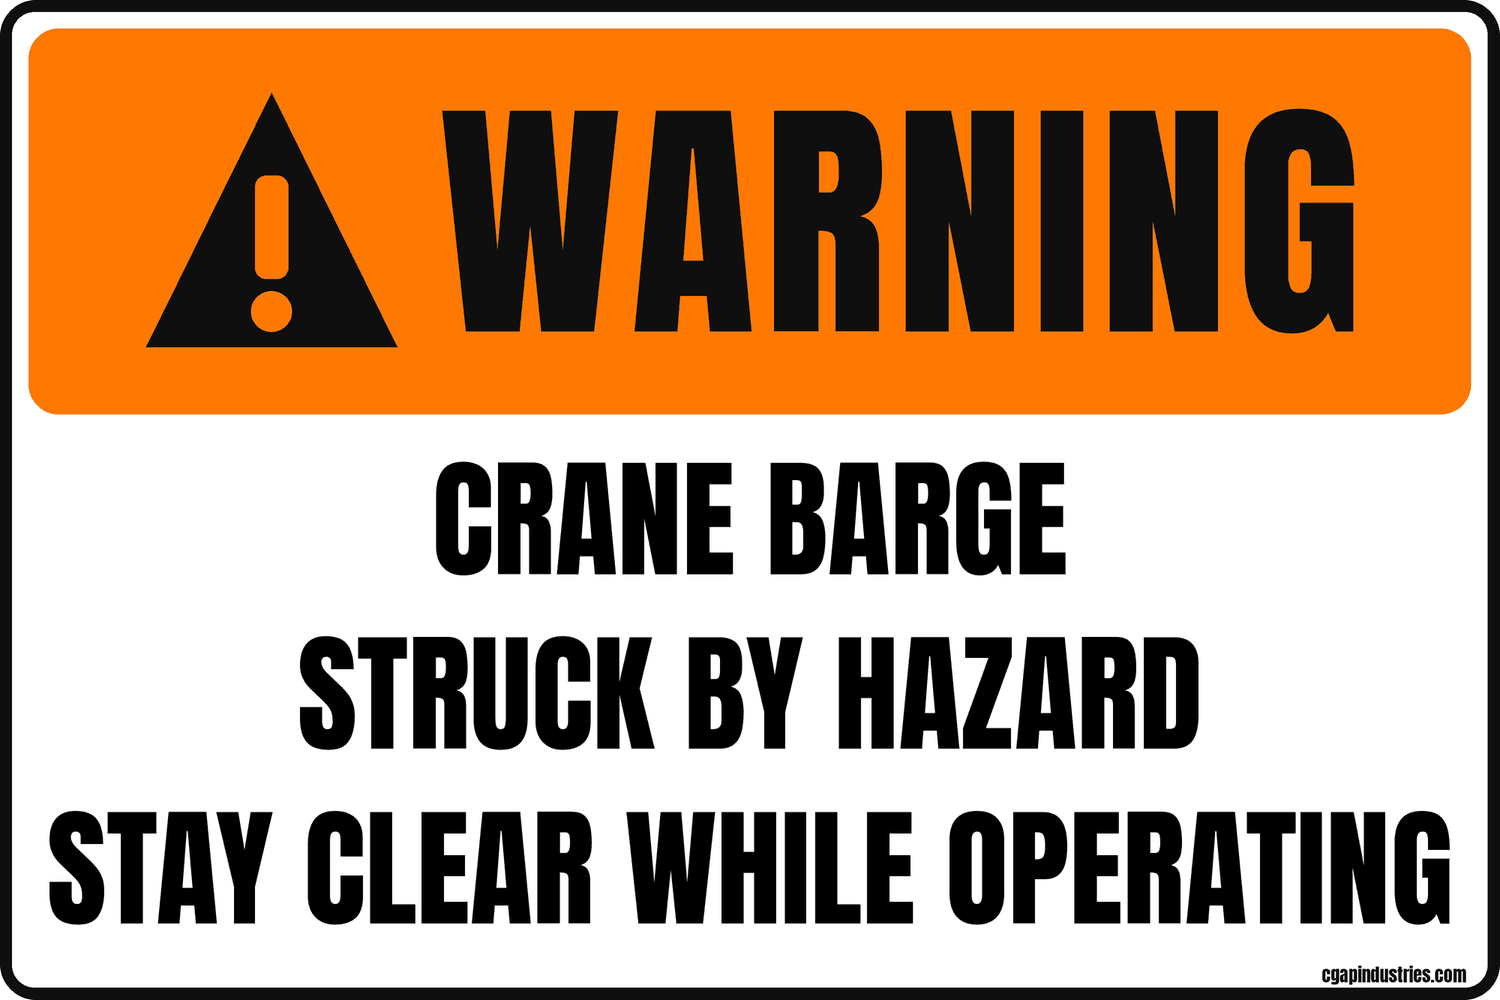 WARNING
CRANE BARGE
STRUCK BY HAZARD
STAY CLEAR WHILE OPERATING
cgapindustries.com